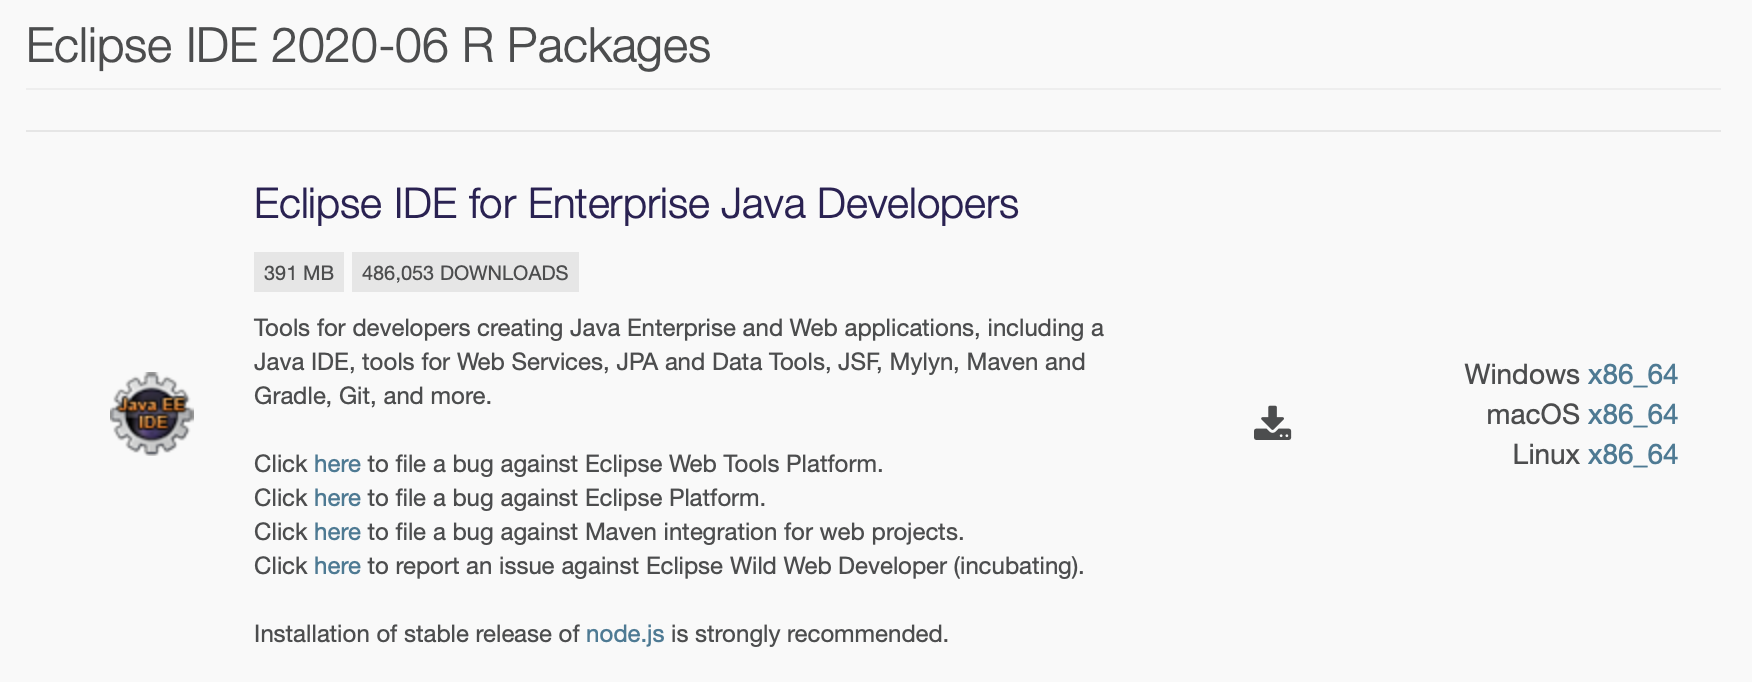 Eclipse IDE 2020-06 R Packages
Eclipse IDE for Enterprise Java Developers
391 MB 486,053 DOWNLOADS
Tools for developers creating Java Enterprise and Web applications, including a
Java IDE, tools for Web Services, JPA and Data Tools, JSF, Mylyn, Maven and
Gradle, Git, and more.
Java EE
IDE
Click here to file a bug against Eclipse Web Tools Platform.
Click here to file a bug against Eclipse Platform.
Click here to file a bug against Maven integration for web projects.
Click here to report an issue against Eclipse Wild Web Developer (incubating).
Installation of stable release of node.js is strongly recommended.
Windows x86_64
macOS x86_64
Linux x86_64